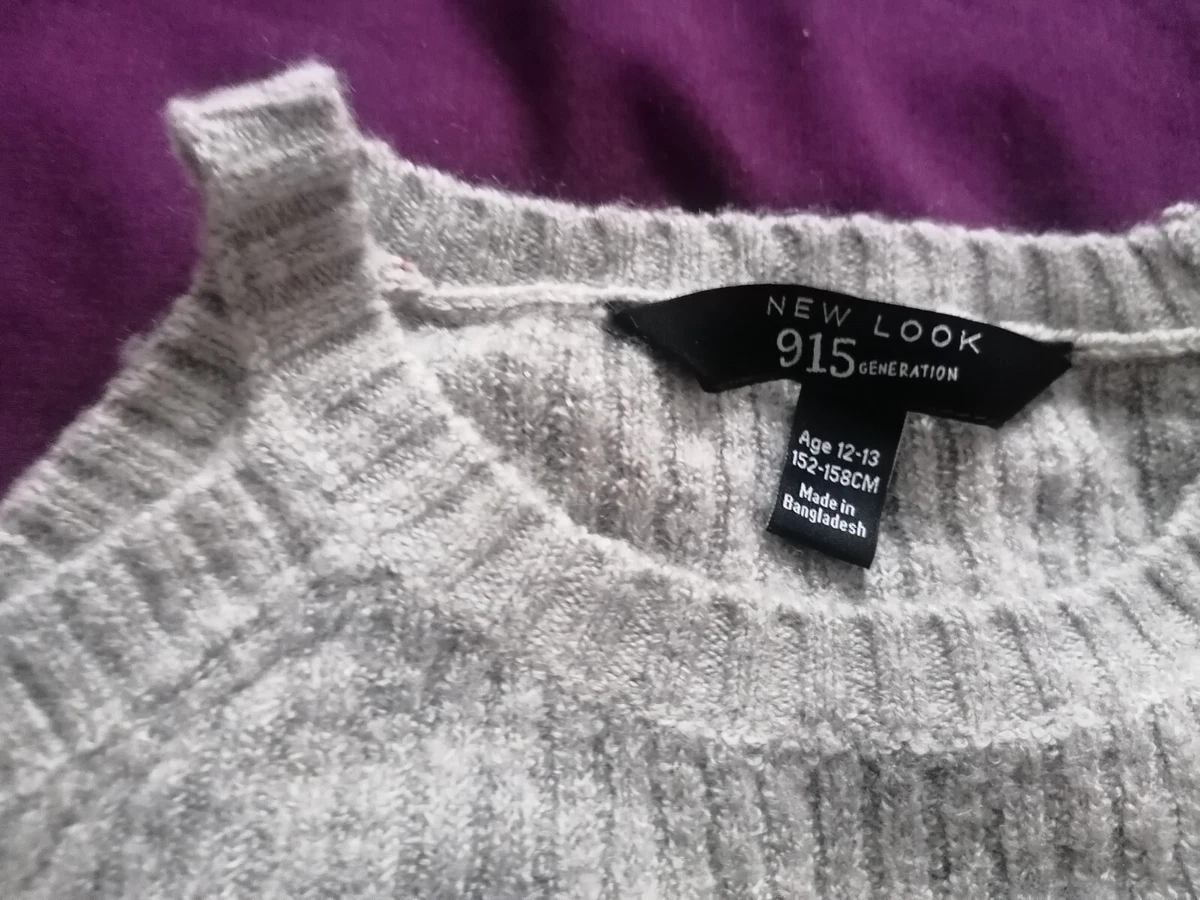 NEW LOOK
915 GENERATION
Age 12-13
152-158CM
Made in
Bangladesh